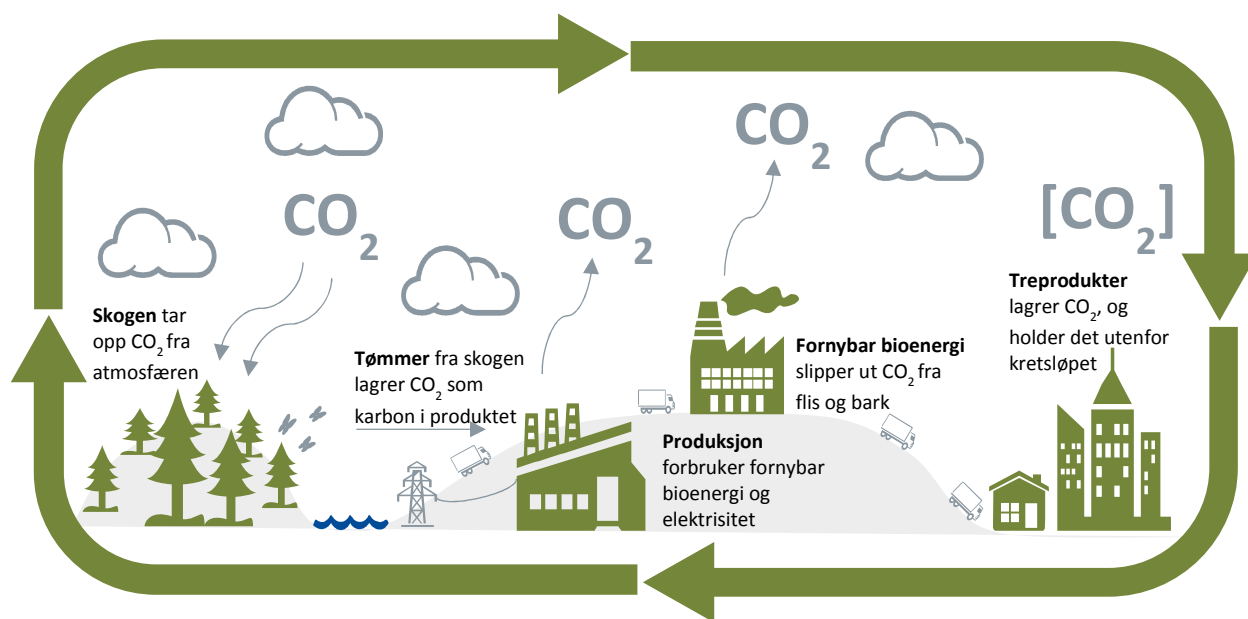 CO₂
CO₂
CO₂
[CO₂]
Skogen tar
opp CO₂ fra
atmosfæren
Tømmer fra skogen
lagrer CO₂ som
karbon i produktet
Produksjon
forbruker fornybar
bioenergi og
elektrisitet
Fornybar bioenergi
slipper ut CO₂ fra
flis og bark
Treprodukter
lagrer CO₂, og
holder det utenfor
kretsløpet